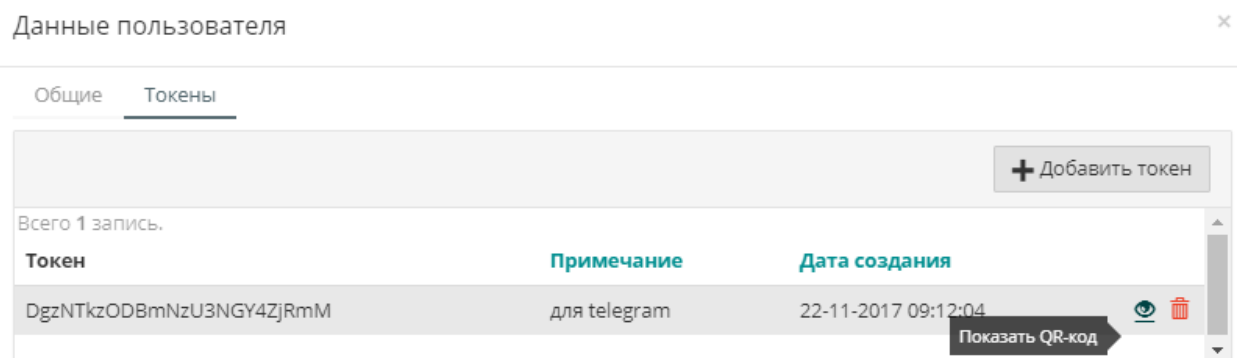 Данные пользователя
Общие Токены
Добавить токен
Всего 1 запись.
Токен Примечание Дата создания
DgzNTkzODBmNzU3NGY4ZjRmM для telegram 22-11-2017 09:12:04
Показать QR-код